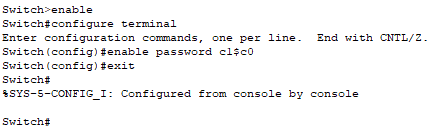 Switch>enable
Switch#configure terminal
Enter configuration commands, one per line.  End with CNTL/Z.
Switch(config)#enable password c1$c0
Switch(config)#exit
Switch#
%SYS-5-CONFIG_I: Configured from console by console
Switch#